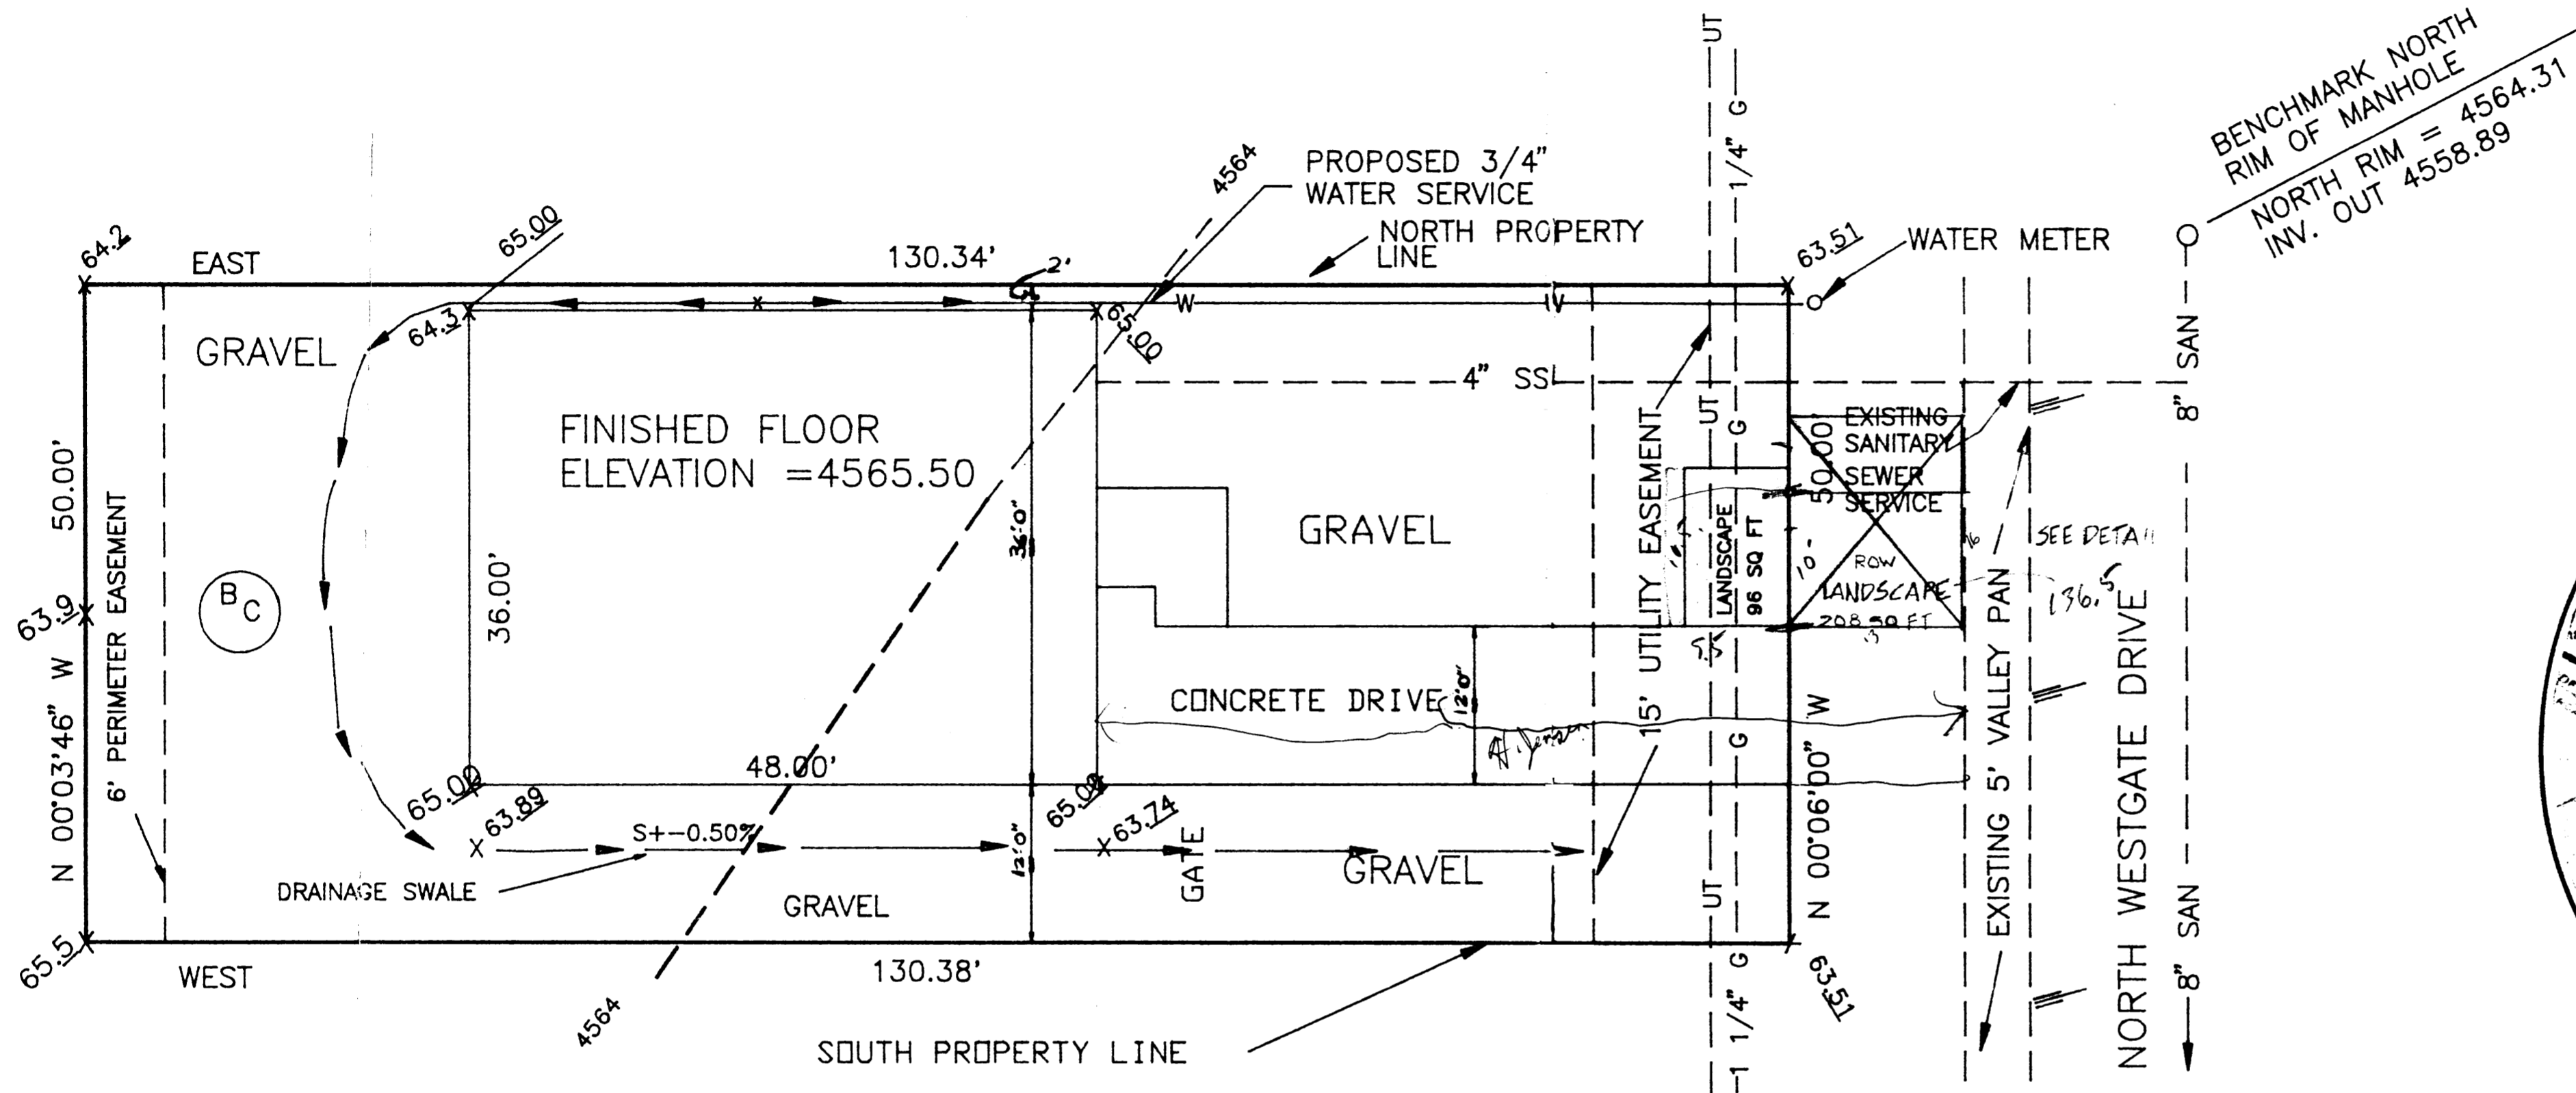 UT
1/4" G
BENCHMARK NORTH
RIM OF MANHOLE
NORTH RIM = 4564.31
INV. OUT 4558.89
4564
PROPOSED 3/4"
WATER SERVICE
NORTH PROPERTY
LINE
63.51
WATER METER
64.2
EAST
65.00
130.34'
2'
W
64.3
65.00
GRAVEL
4" SSL
8" SAN
FINISHED FLOOR
ELEVATION =4565.50
36'0"
GRAVEL
UT
G
15' UTILITY EASEMENT
LANDSCAPE
96 SQ FT
5.5
50.00'
EXISTING
SANITARY
SEWER
SERVICE
10'
16
ROW
LANDSCAPE
208 SQ FT
13
SEE DETAIL
136.5
N 00°03'46" W 50.00'
63.9
6' PERIMETER EASEMENT
B
C
36.00'
CONCRETE DRIVE
12'0"
G
N 00°06'00" W
EXISTING 5' VALLEY PAN
NORTH WESTGATE DRIVE
48.00'
65.00
63.89
S+-0.50%
65.00
63.74
12'0"
GATE
GRAVEL
DRAINAGE SWALE
GRAVEL
UT
8" SAN
65.5
WEST
130.38'
63.51
4564
SOUTH PROPERTY LINE
1 1/4" G